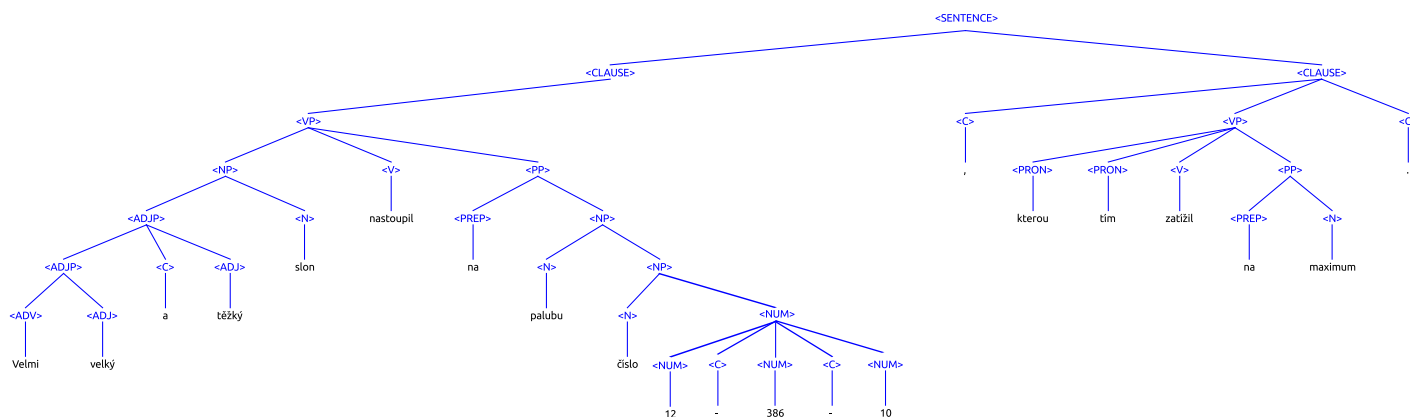 <SENTENCE>
<CLAUSE> <CLAUSE>
<VP> <C> <VP> <C
<NP> <V> <PP> , <PRON> <PRON> <V> <PP> .
<ADJP> <N> nastoupil <PREP> <NP> kterou tím zatížil <PREP> <N>
<ADJP> <C> <ADJ> slon na <N> <NP> na maximum
<ADV> <ADJ> a těžký palubu <N> <NUM>
Velmi velký číslo <NUM> <C> <NUM> <C> <NUM>
12 - 386 - 10